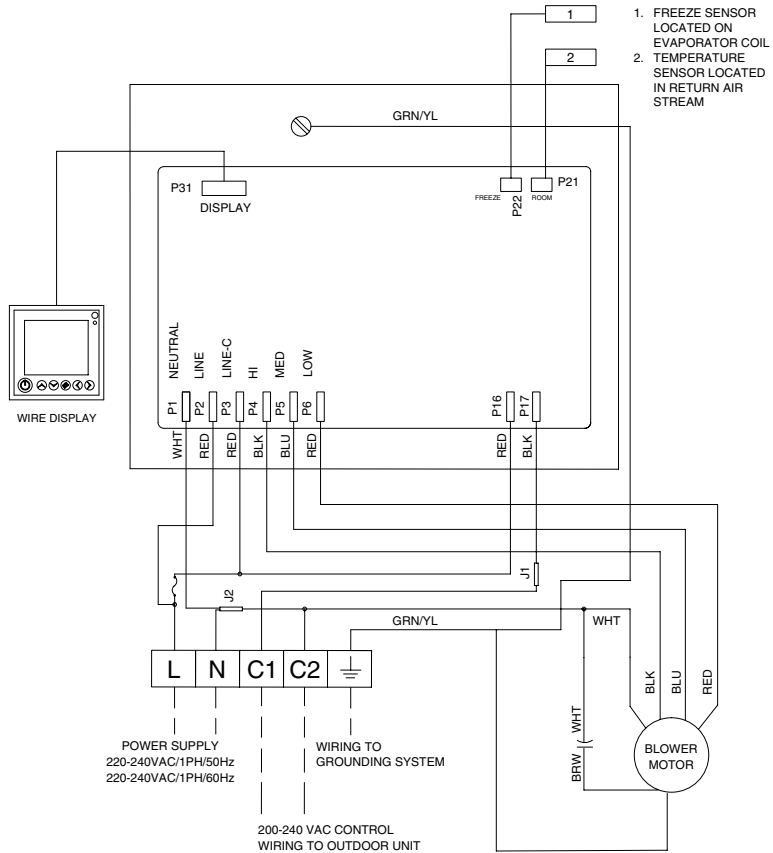 1
2
1. FREEZE SENSOR
LOCATED ON
EVAPORATOR COIL
2. TEMPERATURE
SENSOR LOCATED
IN RETURN AIR
STREAM
GRN/YL
P31
DISPLAY
FREEZE
P22
ROOM
P21
WIRE DISPLAY
NEUTRAL
LINE
LINE-C
HI
MED
LOW
P1
P2
P3
P4
P5
P6
P16
P17
WHT
RED
RED
BLK
BLU
RED
RED
BLK
J1
J2
GRN/YL
WHT
L
N
C1
C2
BLK
BLU
RED
WHT
BRW
BLOWER
MOTOR
POWER SUPPLY
220-240VAC/1PH/50Hz
220-240VAC/1PH/60Hz
WIRING TO
GROUNDING SYSTEM
200-240 VAC CONTROL
WIRING TO OUTDOOR UNIT